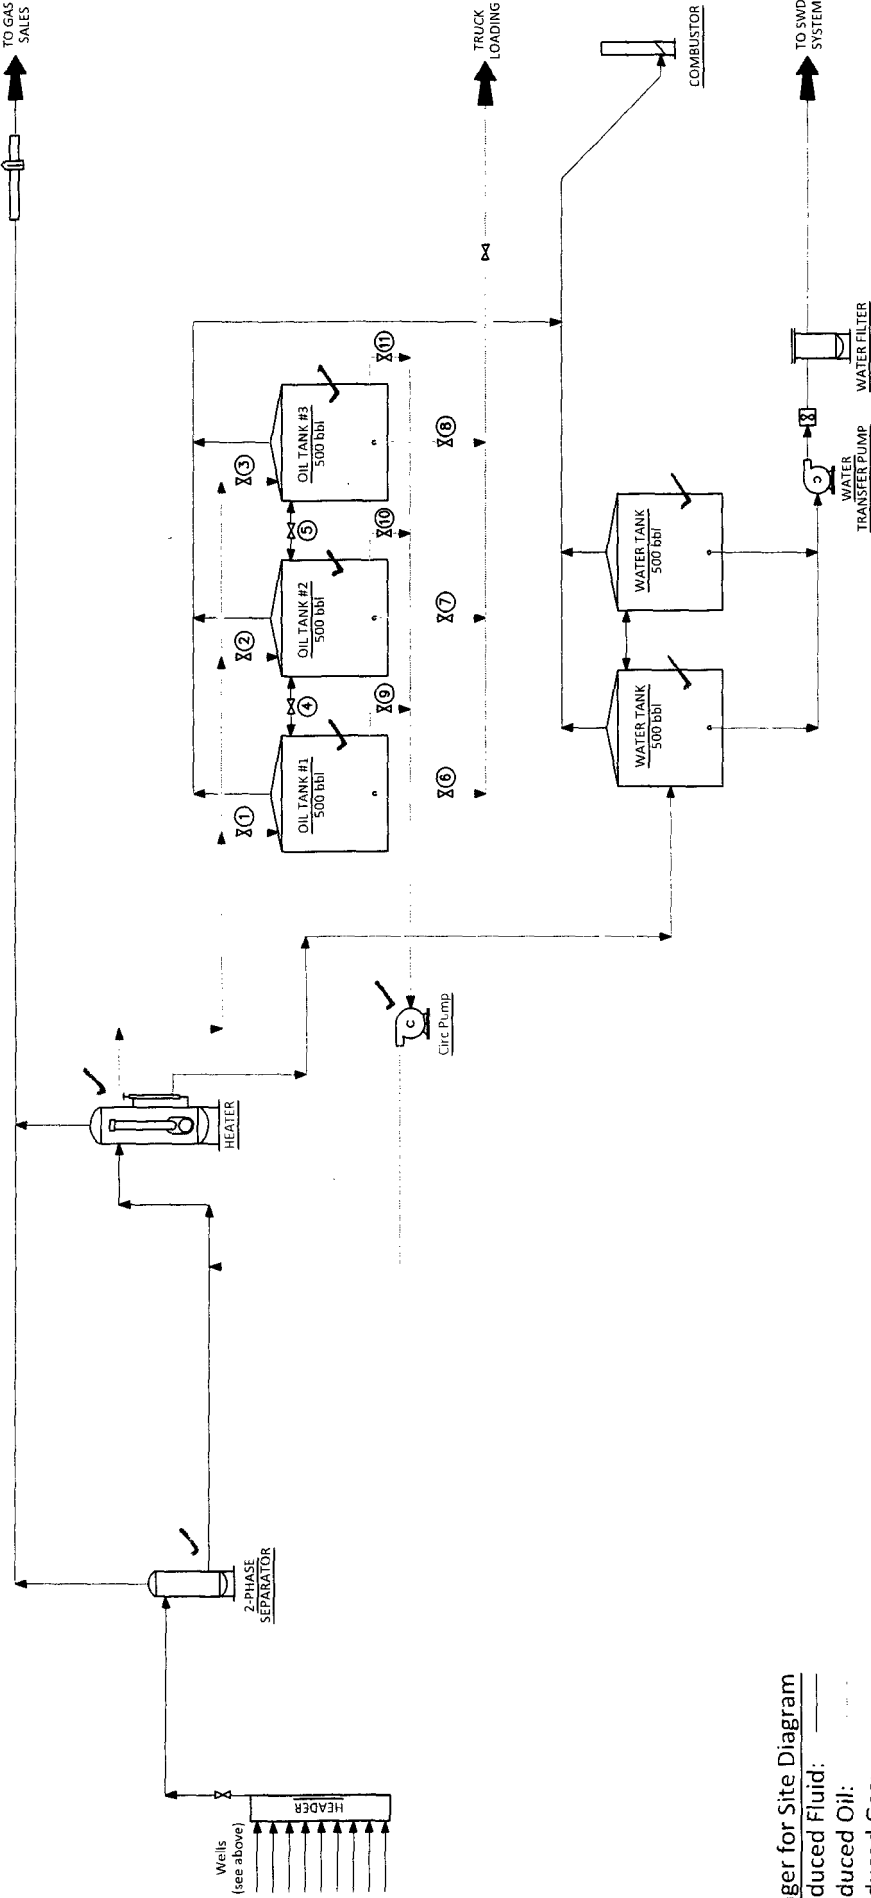 TO GAS
SALES
TRUCK
LOADING
COMBUSTOR
TO SWD
SYSTEM
11
OIL TANK #3
500 bbl
3
8
5
10
OIL TANK #2
500 bbl
2
7
4
9
OIL TANK #1
500 bbl
1
6
WATER FILTER
WATER
TRANSFER PUMP
C
WATER TANK
500 bbl
WATER TANK
500 bbl
C
Circ Pump
HEATER
2-PHASE
SEPARATOR
HEADER
Wells
(see above)
ger for Site Diagram
duced Fluid:
duced Oil: